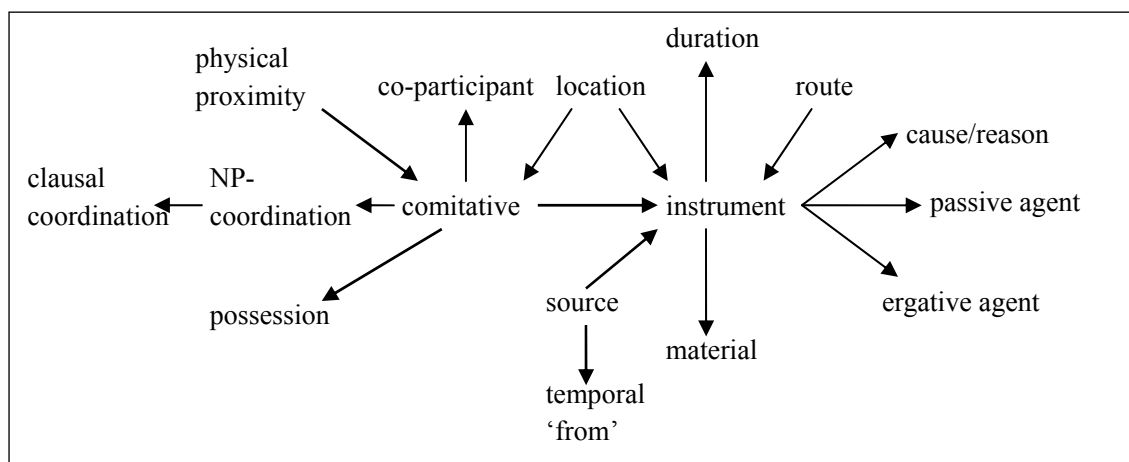 duration
physical
proximity
co-participant
location
route
cause/reason
clausal
coordination
NP-
coordination
comitative
instrument
passive agent
possession
source
ergative agent
material
temporal
‘from’